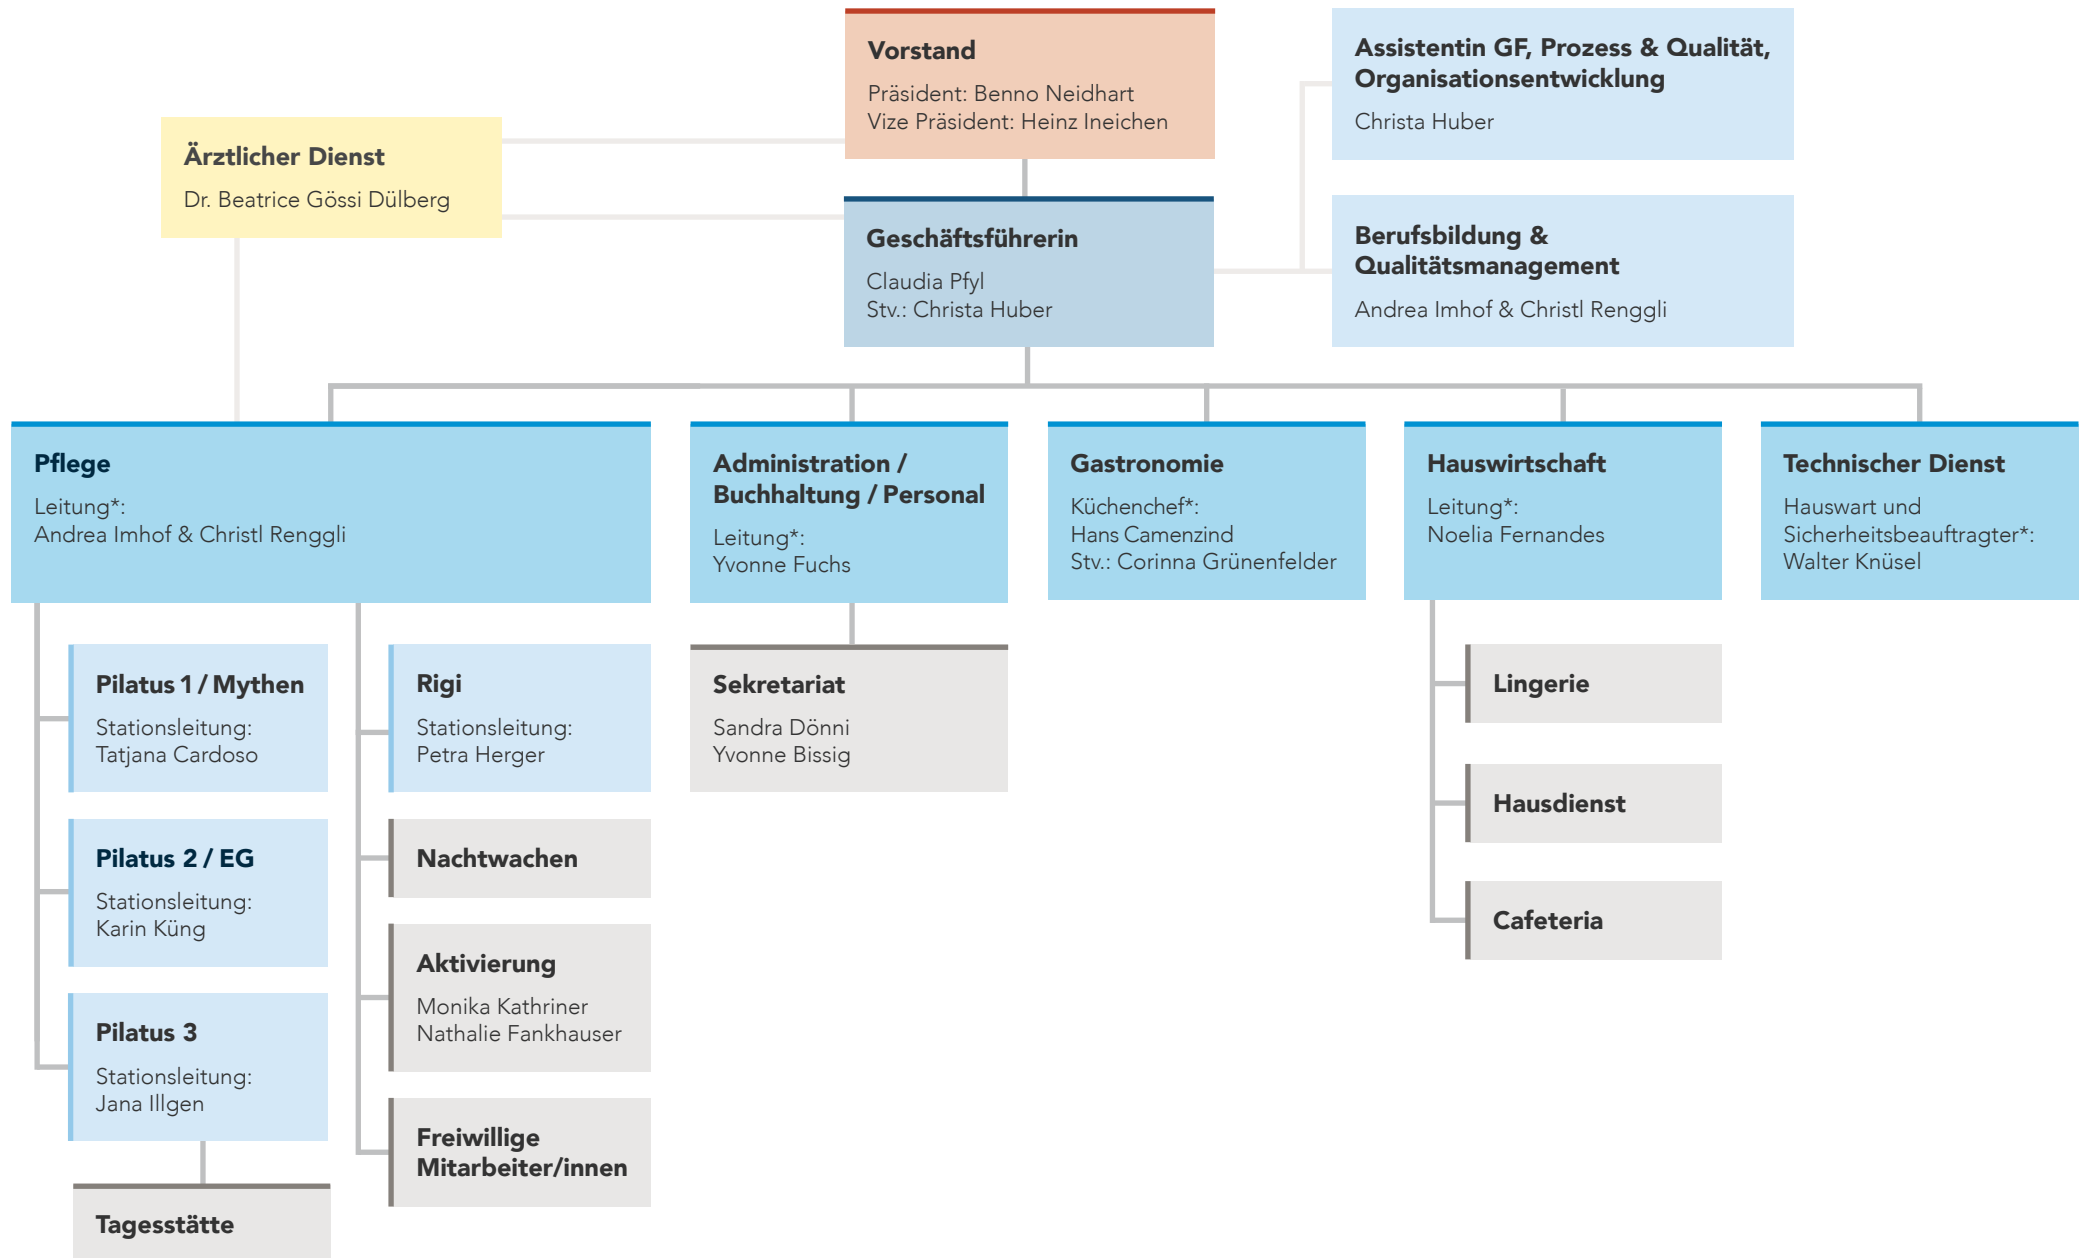 Vorstand
Präsident: Benno Neidhart
Vize Präsident: Heinz Ineichen
Assistentin GF, Prozess & Qualität,
Organisationsentwicklung
Christa Huber
Ärztlicher Dienst
Dr. Beatrice Gössi Dülberg
Geschäftsführerin
Claudia Pfyl
Stv.: Christa Huber
Berufsbildung &
Qualitätsmanagement
Andrea Imhof & Christl Renggli
Pflege
Leitung*:
Andrea Imhof & Christl Renggli
Administration /
Buchhaltung / Personal
Leitung*:
Yvonne Fuchs
Gastronomie
Küchenchef*:
Hans Camenzind
Stv.: Corinna Grünenfelder
Hauswirtschaft
Leitung*:
Noelia Fernandes
Technischer Dienst
Hauswart und
Sicherheitsbeauftragter*:
Walter Knüsel
Pilatus 1 / Mythen
Stationsleitung:
Tatjana Cardoso
Pilatus 2 / EG
Stationsleitung:
Karin Küng
Pilatus 3
Stationsleitung:
Jana Illgen
Tagesstätte
Rigi
Stationsleitung:
Petra Herger
Nachtwachen
Aktivierung
Monika Kathriner
Nathalie Fankhauser
Freiwillige
Mitarbeiter/innen
Sekretariat
Sandra Dönni
Yvonne Bissig
Lingerie
Hausdienst
Cafeteria